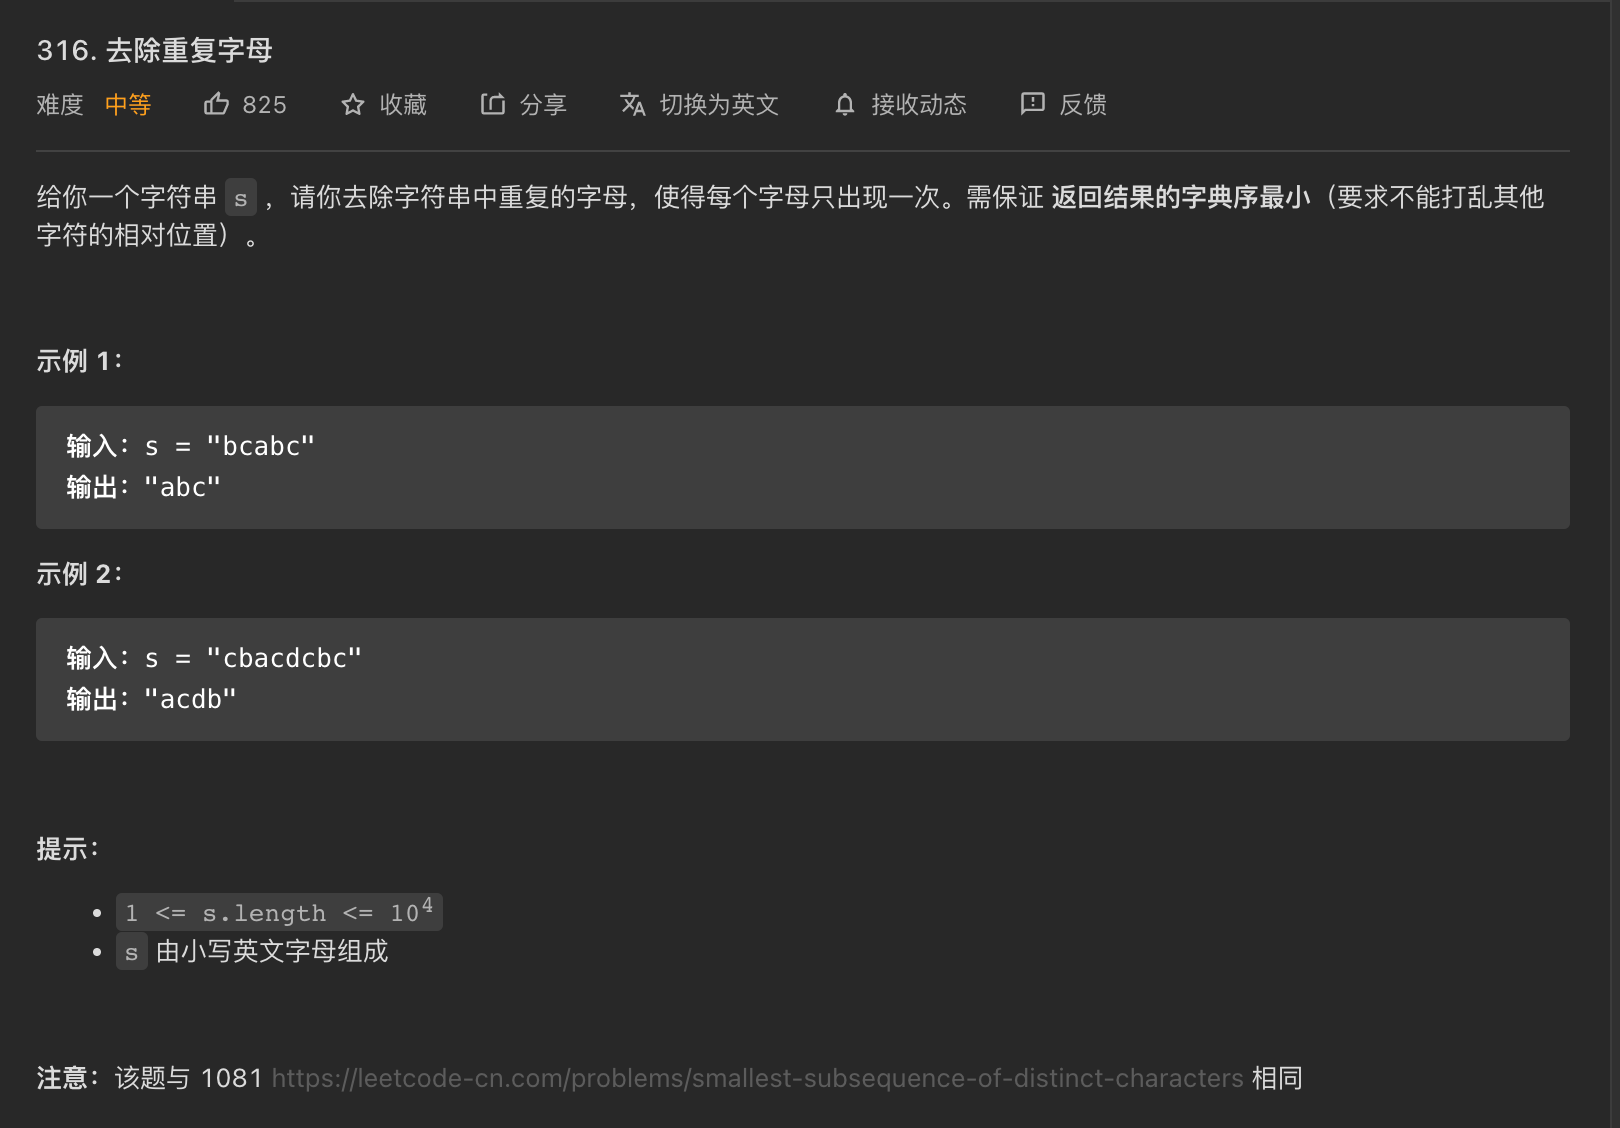 316. 去除重复字母
难度 中等 825 收藏 分享 切换为英文 接收动态 反馈
给你一个字符串 s ，请你去除字符串中重复的字母，使得每个字母只出现一次。需保证 返回结果的字典序最小（要求不能打乱其他
字符的相对位置）。
示例 1：
输入：s = "bcabc"
输出："abc"
示例 2：
输入：s = "cbacdcbc"
输出："acdb"
提示：
• 1 <= s.length <= 10⁴
• s 由小写英文字母组成
注意：该题与 1081 https://leetcode-cn.com/problems/smallest-subsequence-of-distinct-characters 相同